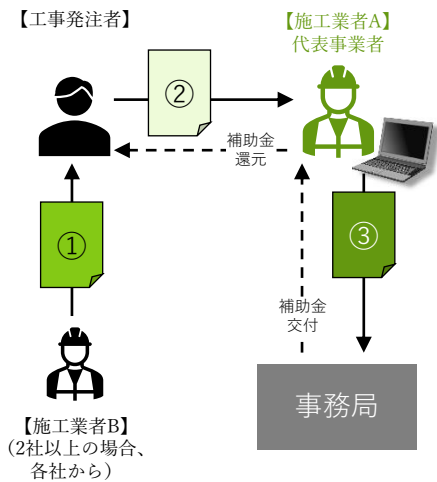 【工事発注者】
【施工業者A】
代表事業者
②
補助金
還元
①
③
補助金
交付
事務局
【施工業者B】
（2社以上の場合、
各社から）